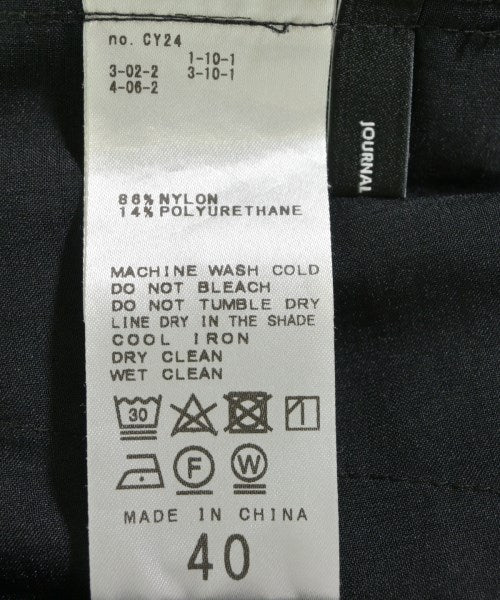 no. CY24
1-10-1
3-02-2 3-10-1
4-06-2
JOURNAL
86% NYLON
14% POLYURETHANE
MACHINE WASH COLD
DO NOT BLEACH
DO NOT TUMBLE DRY
LINE DRY IN THE SHADE
COOL IRON
DRY CLEAN
WET CLEAN
30
F W
MADE IN CHINA
40